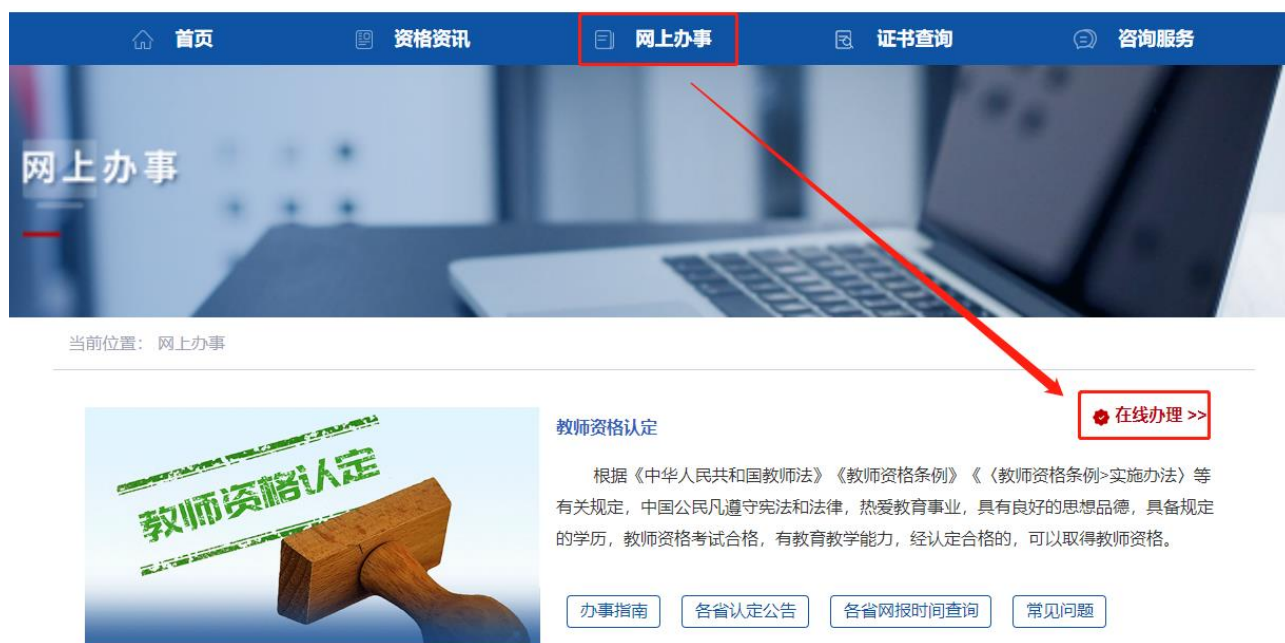 首页 资格资讯 网上办事 证书查询 咨询服务
网上办事
当前位置： 网上办事
教师资格认定
教师资格认定
在线办理 >>
根据《中华人民共和国教师法》《教师资格条例》《〈教师资格条例>实施办法〉等
有关规定，中国公民凡遵守宪法和法律，热爱教育事业，具有良好的思想品德，具备规定
的学历，教师资格考试合格，有教育教学能力，经认定合格的，可以取得教师资格。
办事指南 各省认定公告 各省网报时间查询 常见问题